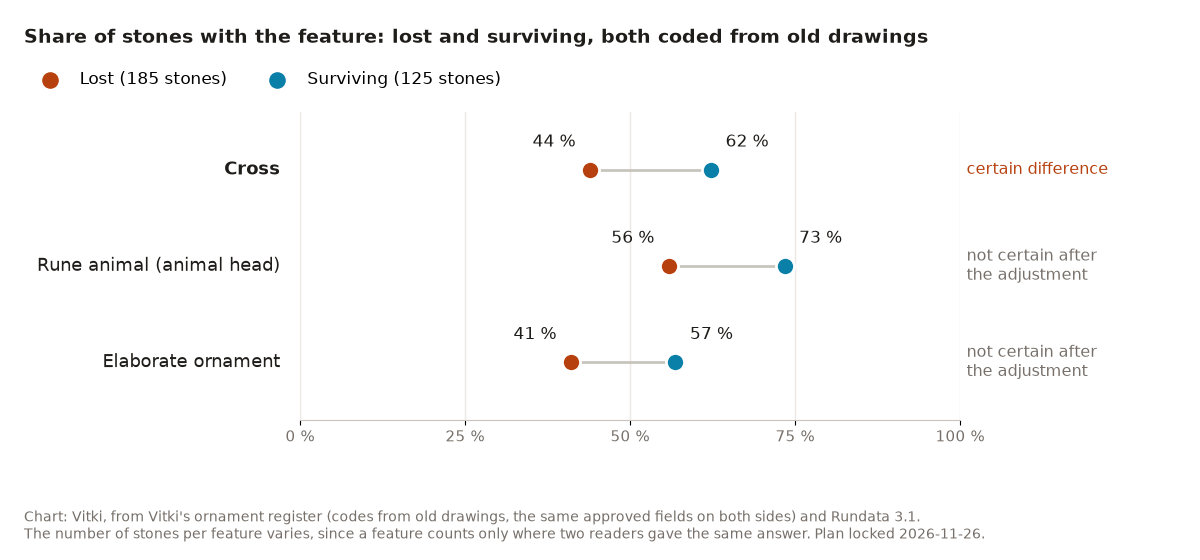 Share of stones with the feature: lost and surviving, both coded from old drawings
Lost (185 stones)
Surviving (125 stones)
44 %
62 %
Cross
certain difference
56 %
73 %
Rune animal (animal head)
not certain after
the adjustment
41 %
57 %
Elaborate ornament
not certain after
the adjustment
0 %
25 %
50 %
75 %
100 %
Chart: Vitki, from Vitki's ornament register (codes from old drawings, the same approved fields on both sides) and Rundata 3.1.
The number of stones per feature varies, since a feature counts only where two readers gave the same answer. Plan locked 2026-11-26.